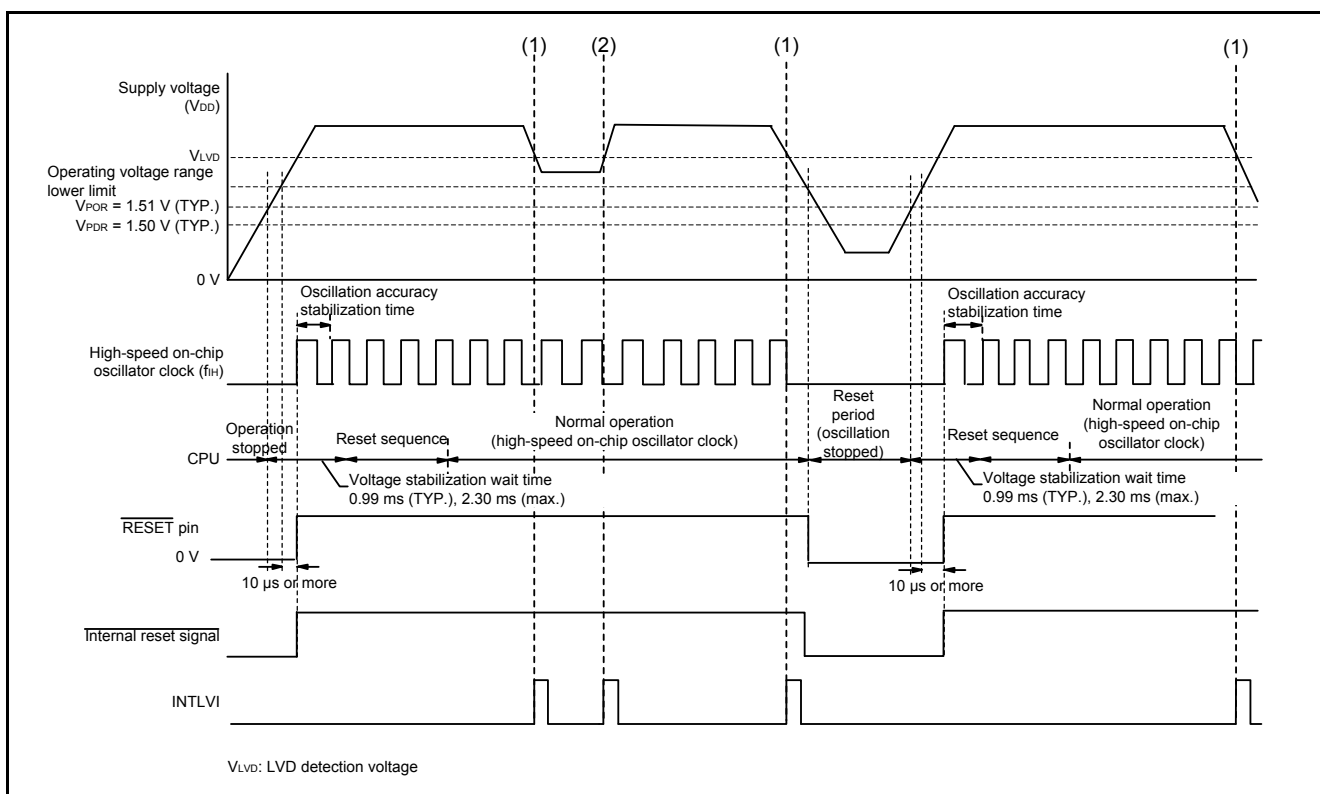 (1)
(2)
(1)
(1)
Supply voltage
(VDD)
VLVD
Operating voltage range
lower limit
VPOR = 1.51 V (TYP.)
VPDR = 1.50 V (TYP.)
0 V
Oscillation accuracy
stabilization time
Oscillation accuracy
stabilization time
High-speed on-chip
oscillator clock (fIH)
Operation
stopped
Reset sequence
Normal operation
(high-speed on-chip oscillator clock)
Reset
period
(oscillation
stopped)
Reset sequence
Normal operation
(high-speed on-chip
oscillator clock)
CPU
Voltage stabilization wait time
0.99 ms (TYP.), 2.30 ms (max.)
Voltage stabilization wait time
0.99 ms (TYP.), 2.30 ms (max.)
RESET pin
0 V
10 µs or more
10 µs or more
Internal reset signal
INTLVI
VLVD: LVD detection voltage